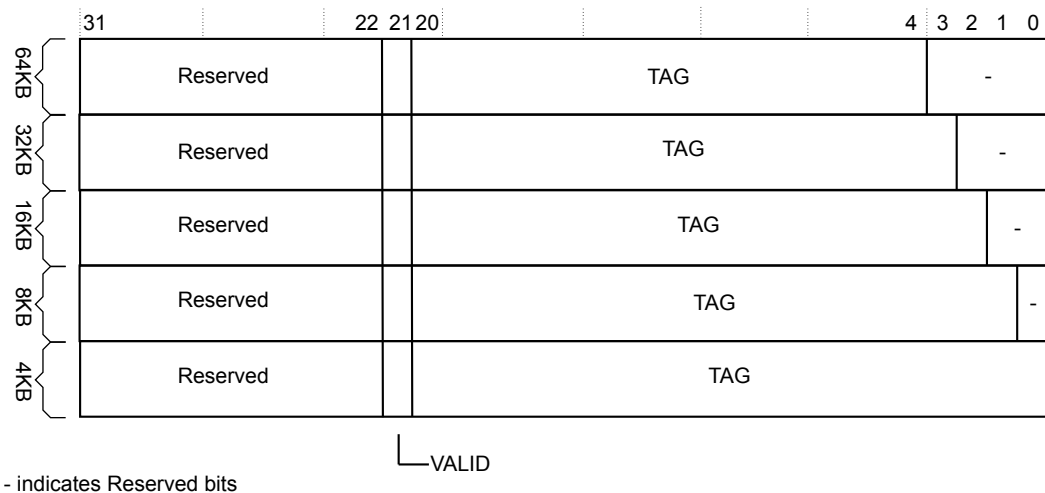 31 22 21 20 4 3 2 1 0
64KB Reserved TAG -
32KB Reserved TAG -
16KB Reserved TAG -
8KB Reserved TAG -
4KB Reserved TAG
VALID
- indicates Reserved bits